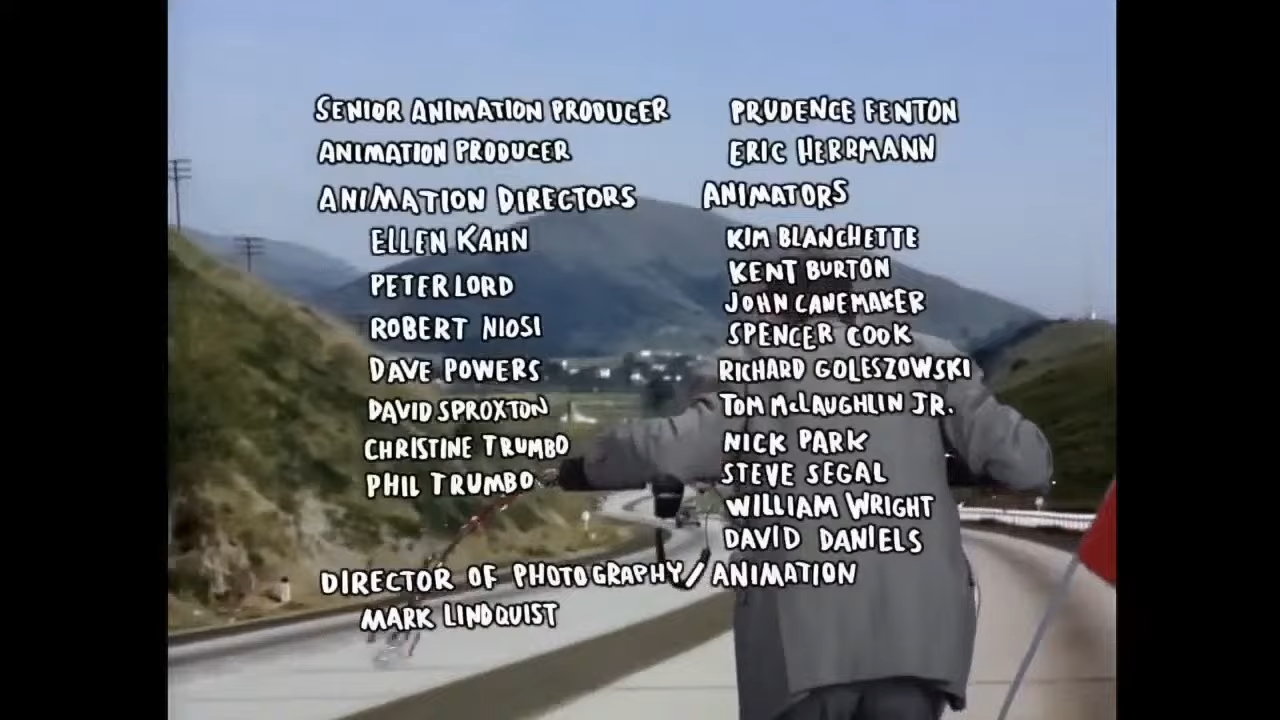 SENIOR ANIMATION PRODUCER PRUDENCE FENTON
ANIMATION PRODUCER ERIC HERRMANN
ANIMATION DIRECTORS
ELLEN KAHN
PETER LORD
ROBERT NIOSI
DAVE POWERS
DAVID SPROXTON
CHRISTINE TRUMBO
PHIL TRUMBO
ANIMATORS
KIM BLANCHETTE
KENT BURTON
JOHN CANEMAKER
SPENCER COOK
RICHARD GOLESZOWSKI
TOM McLAUGHLIN JR.
NICK PARK
STEVE SEGAL
WILLIAM WRIGHT
DAVID DANIELS
DIRECTOR OF PHOTOGRAPHY/ANIMATION
MARK LINDQUIST